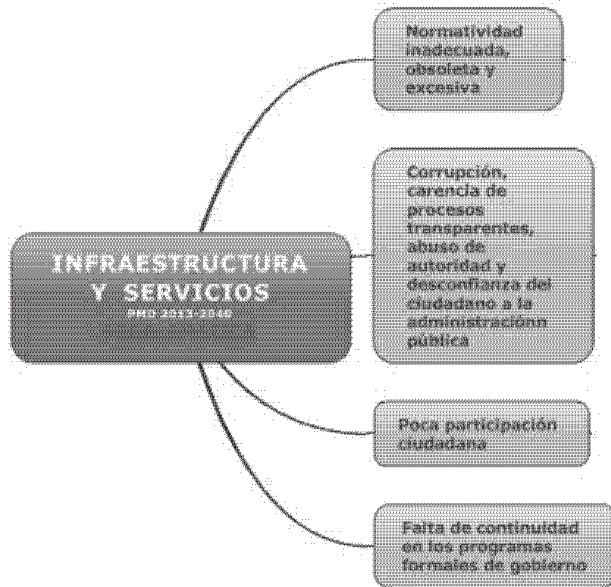 Normatividad
inadecuada,
obsoleta y
excesiva
Corrupción,
carencia de
procesos
transparentes,
abuso de
autoridad y
desconfianza del
ciudadano a la
administraciónn
pública
INFRAESTRUCTURA
Y SERVICIOS
PMD 2013-2040
Poca participación
ciudadana
Falta de continuidad
en los programas
formales de gobierno